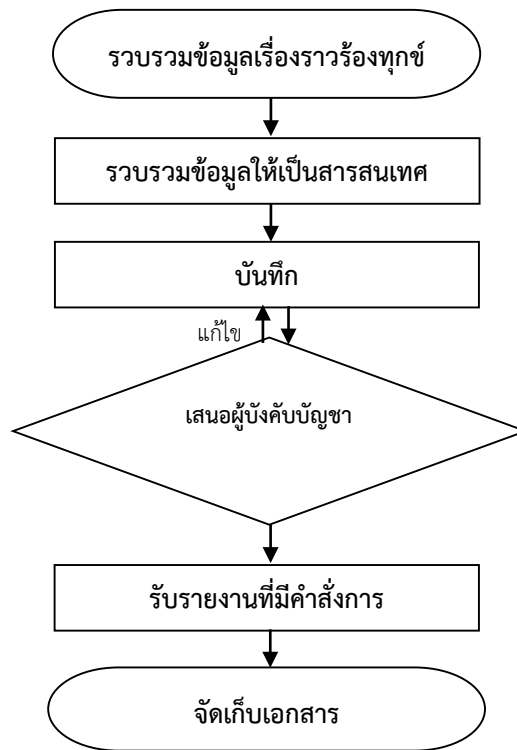 รวบรวมข้อมูลเรื่องราวร้องทุกข์
รวบรวมข้อมูลให้เป็นสารสนเทศ
บันทึก
แก้ไข
เสนอผู้บังคับบัญชา
รับรายงานที่มีคำสั่งการ
จัดเก็บเอกสาร